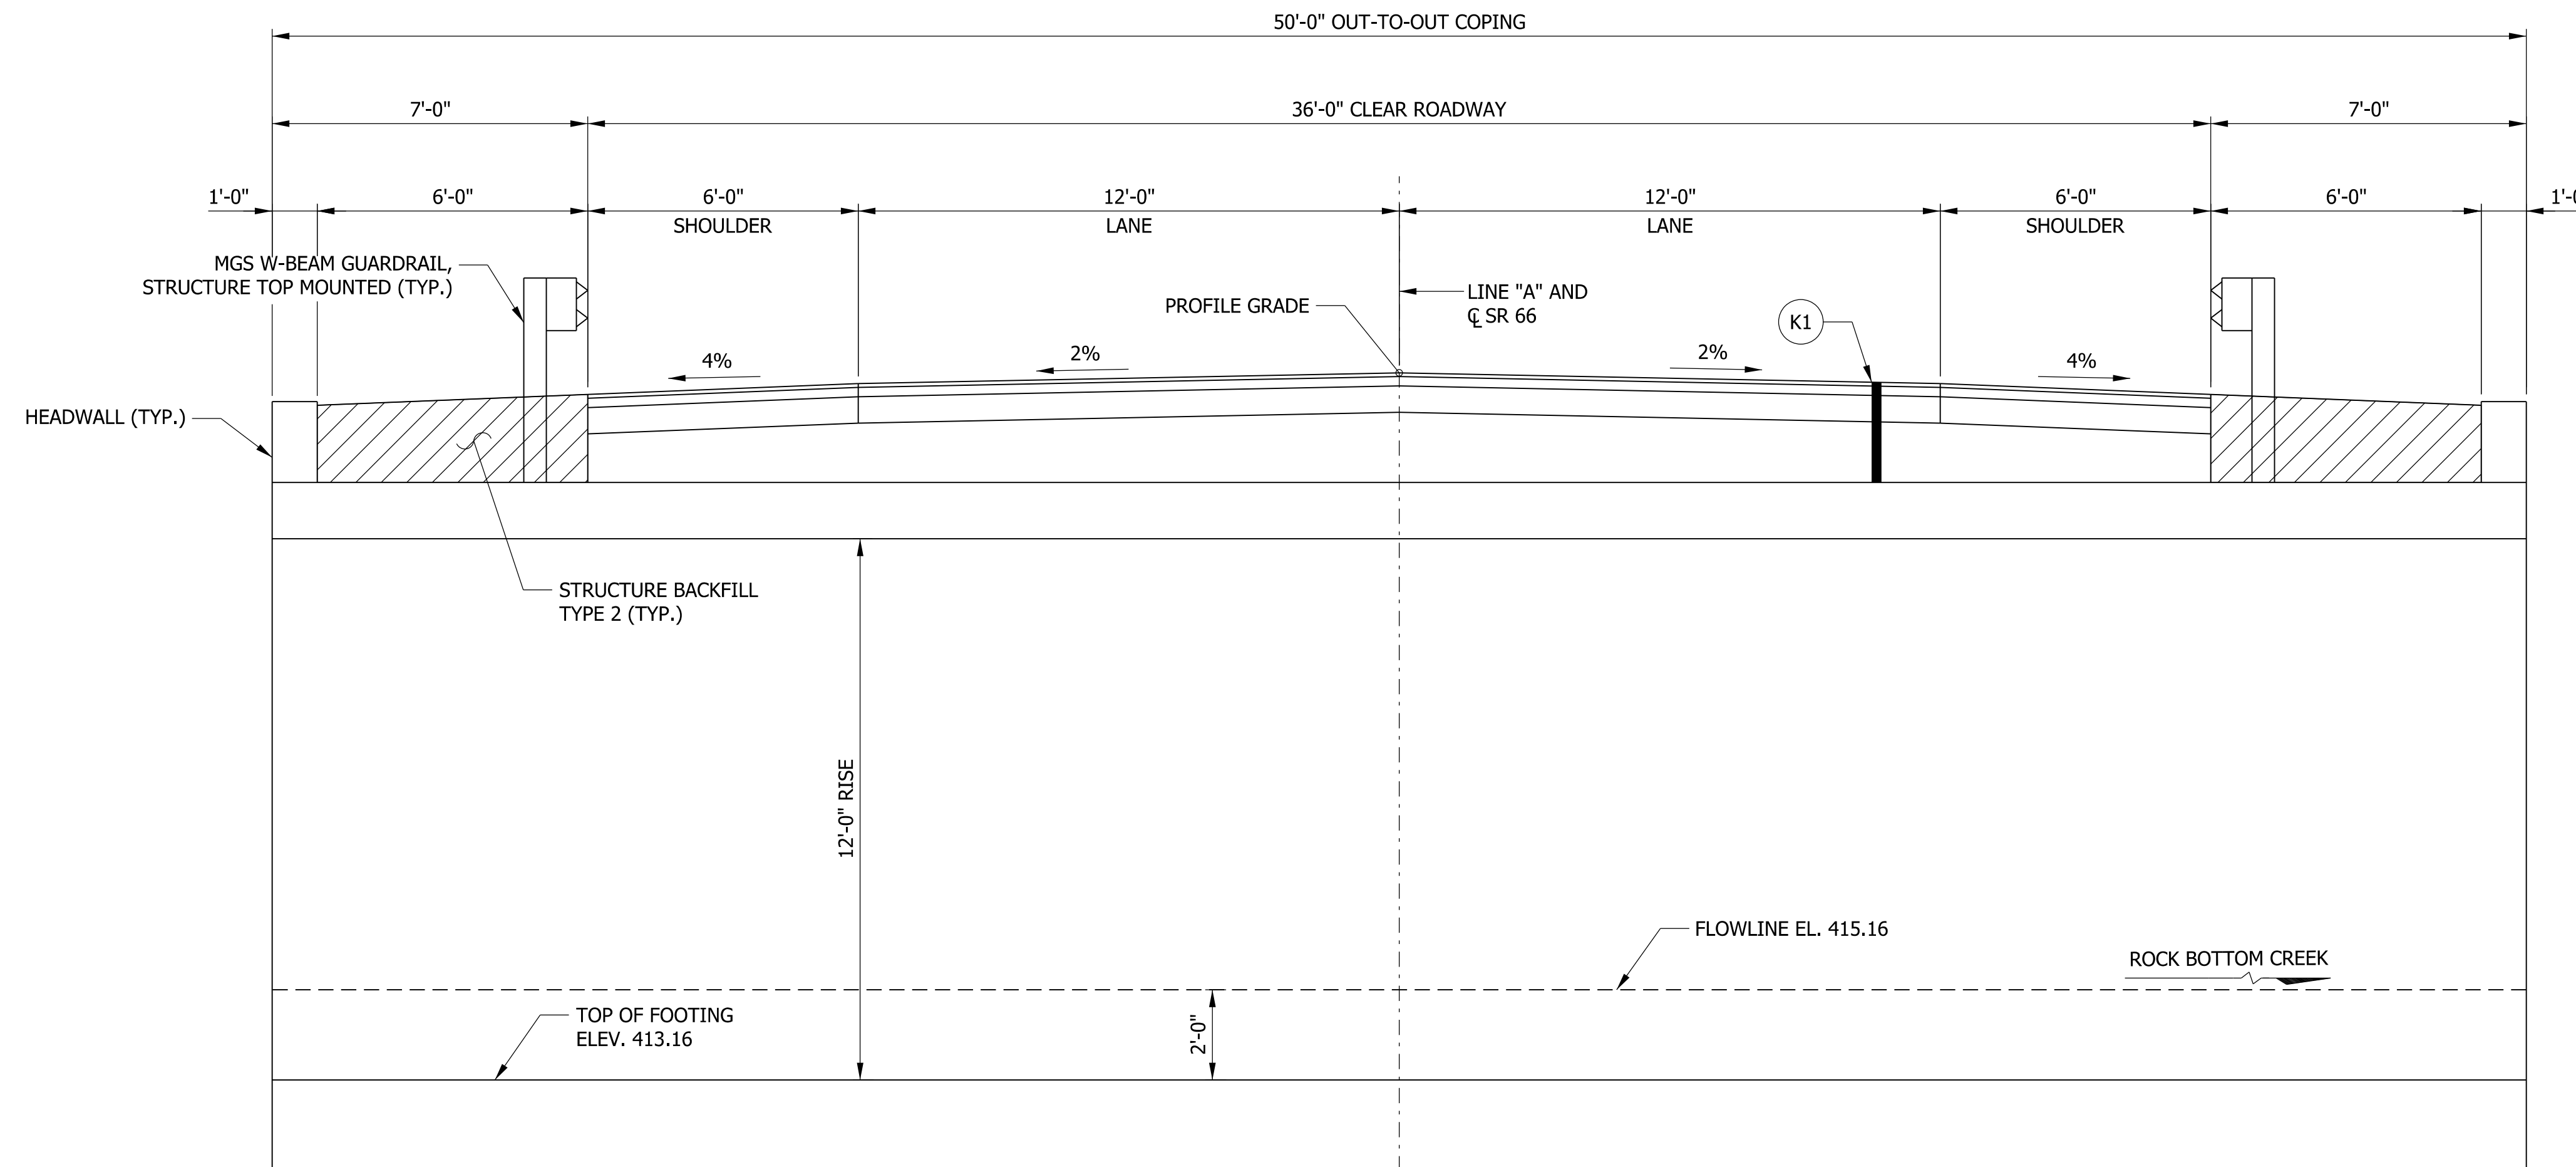 50'-0" OUT-TO-OUT COPING
7'-0"
36'-0" CLEAR ROADWAY
7'-0"
1'-0"
6'-0"
6'-0"
SHOULDER
12'-0"
LANE
12'-0"
LANE
6'-0"
SHOULDER
6'-0"
MGS W-BEAM GUARDRAIL,
STRUCTURE TOP MOUNTED (TYP.)
PROFILE GRADE
LINE "A" AND
℄ SR 66
K1
4%
2%
2%
4%
HEADWALL (TYP.)
STRUCTURE BACKFILL
TYPE 2 (TYP.)
12'-0" RISE
FLOWLINE EL. 415.16
ROCK BOTTOM CREEK
TOP OF FOOTING
ELEV. 413.16
2'-0"